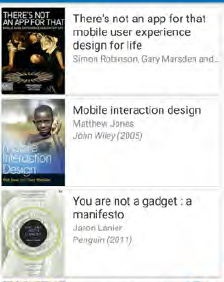 THERE'S NOT
AN APP FOR THAT
There's not an app for that
mobile user experience
design for life
Simon Robinson, Gary Marsden and...
Mobile
Interaction
Design
Mobile interaction design
Matthew Jones
John Wiley (2005)
You are not a gadget : a
manifesto
Jaron Lanier
Penguin (2011)